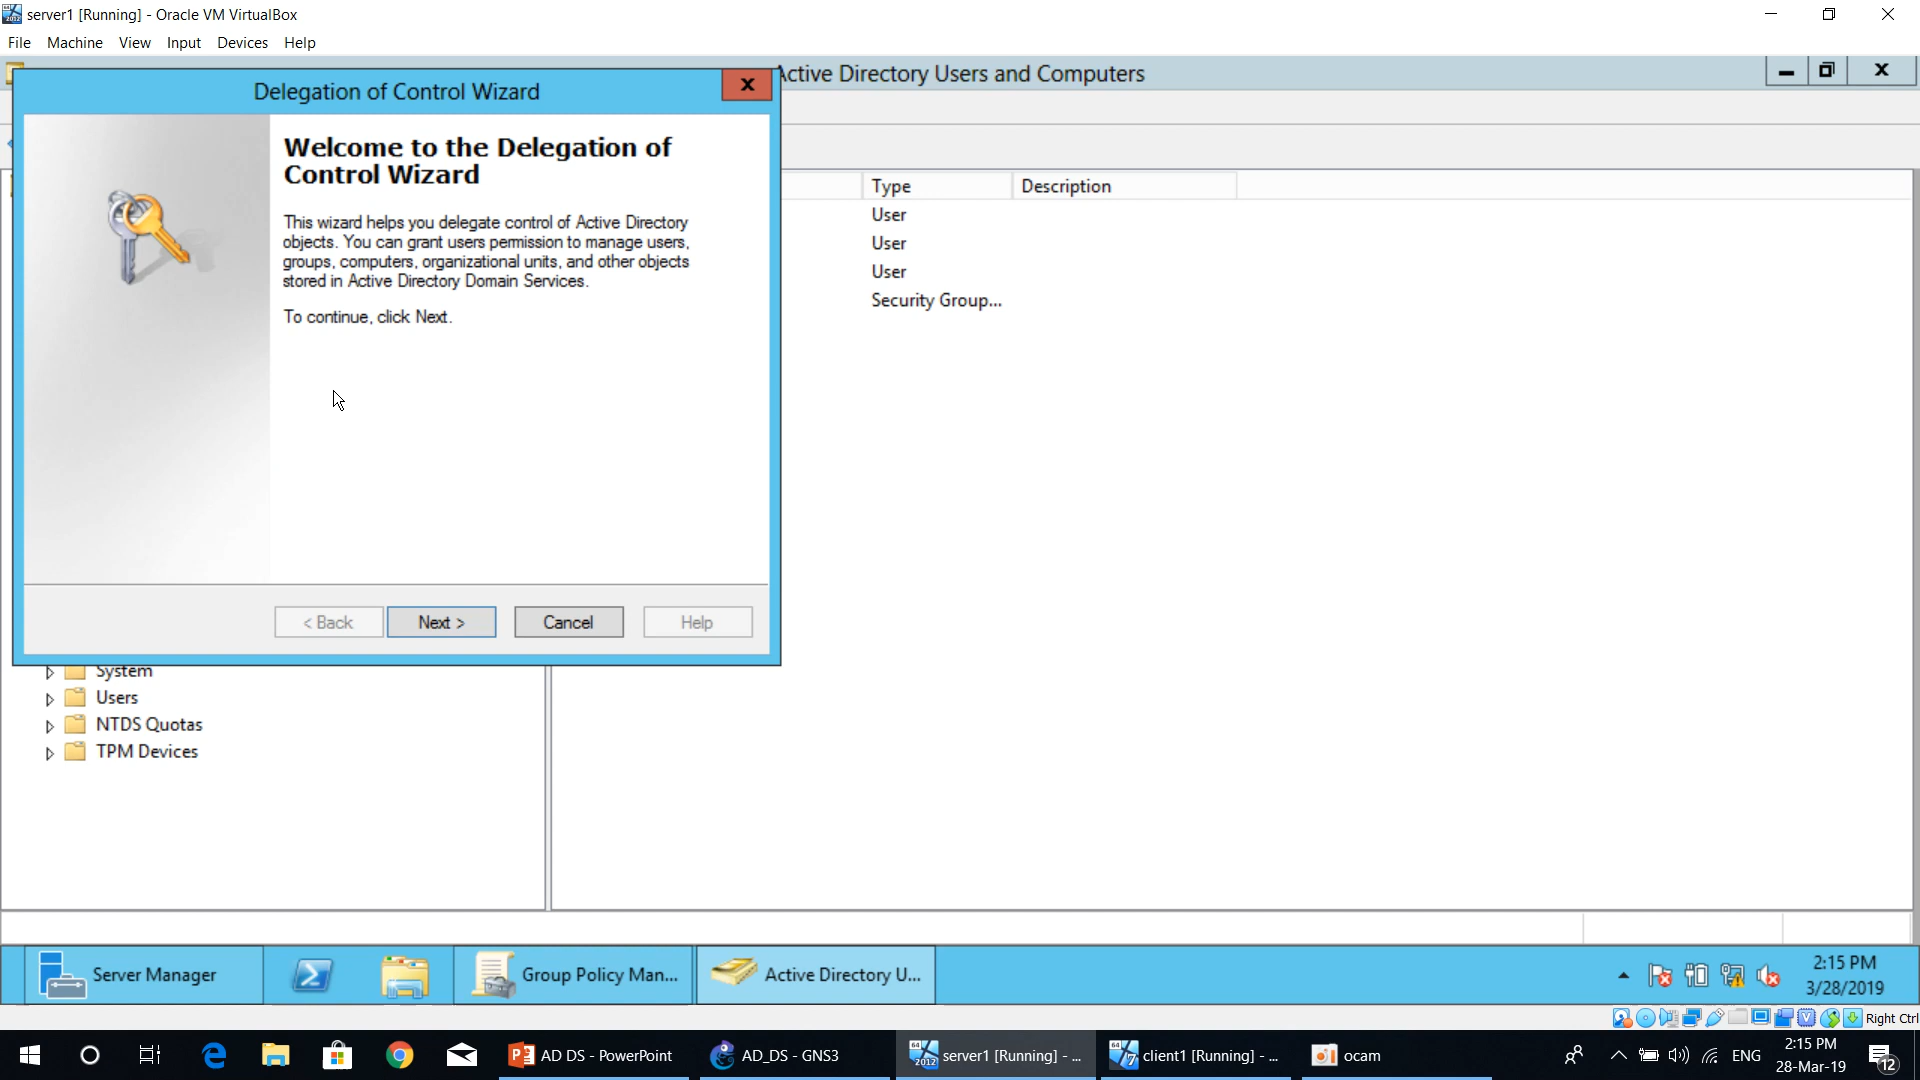 server1 [Running] - Oracle VM VirtualBox
File Machine View Input Devices Help
Active Directory Users and Computers
Delegation of Control Wizard
Welcome to the Delegation of
Control Wizard
This wizard helps you delegate control of Active Directory
objects. You can grant users permission to manage users,
groups, computers, organizational units, and other objects
stored in Active Directory Domain Services.
To continue, click Next.
< Back Next > Cancel Help
Type Description
User
User
User
Security Group...
System
Users
NTDS Quotas
TPM Devices
Server Manager Group Policy Man... Active Directory U... 2:15 PM
3/28/2019
Right Ctrl
AD DS - PowerPoint AD_DS - GNS3 server1 [Running] - ... client1 [Running] - ... ocam ENG 2:15 PM
28-Mar-19
12